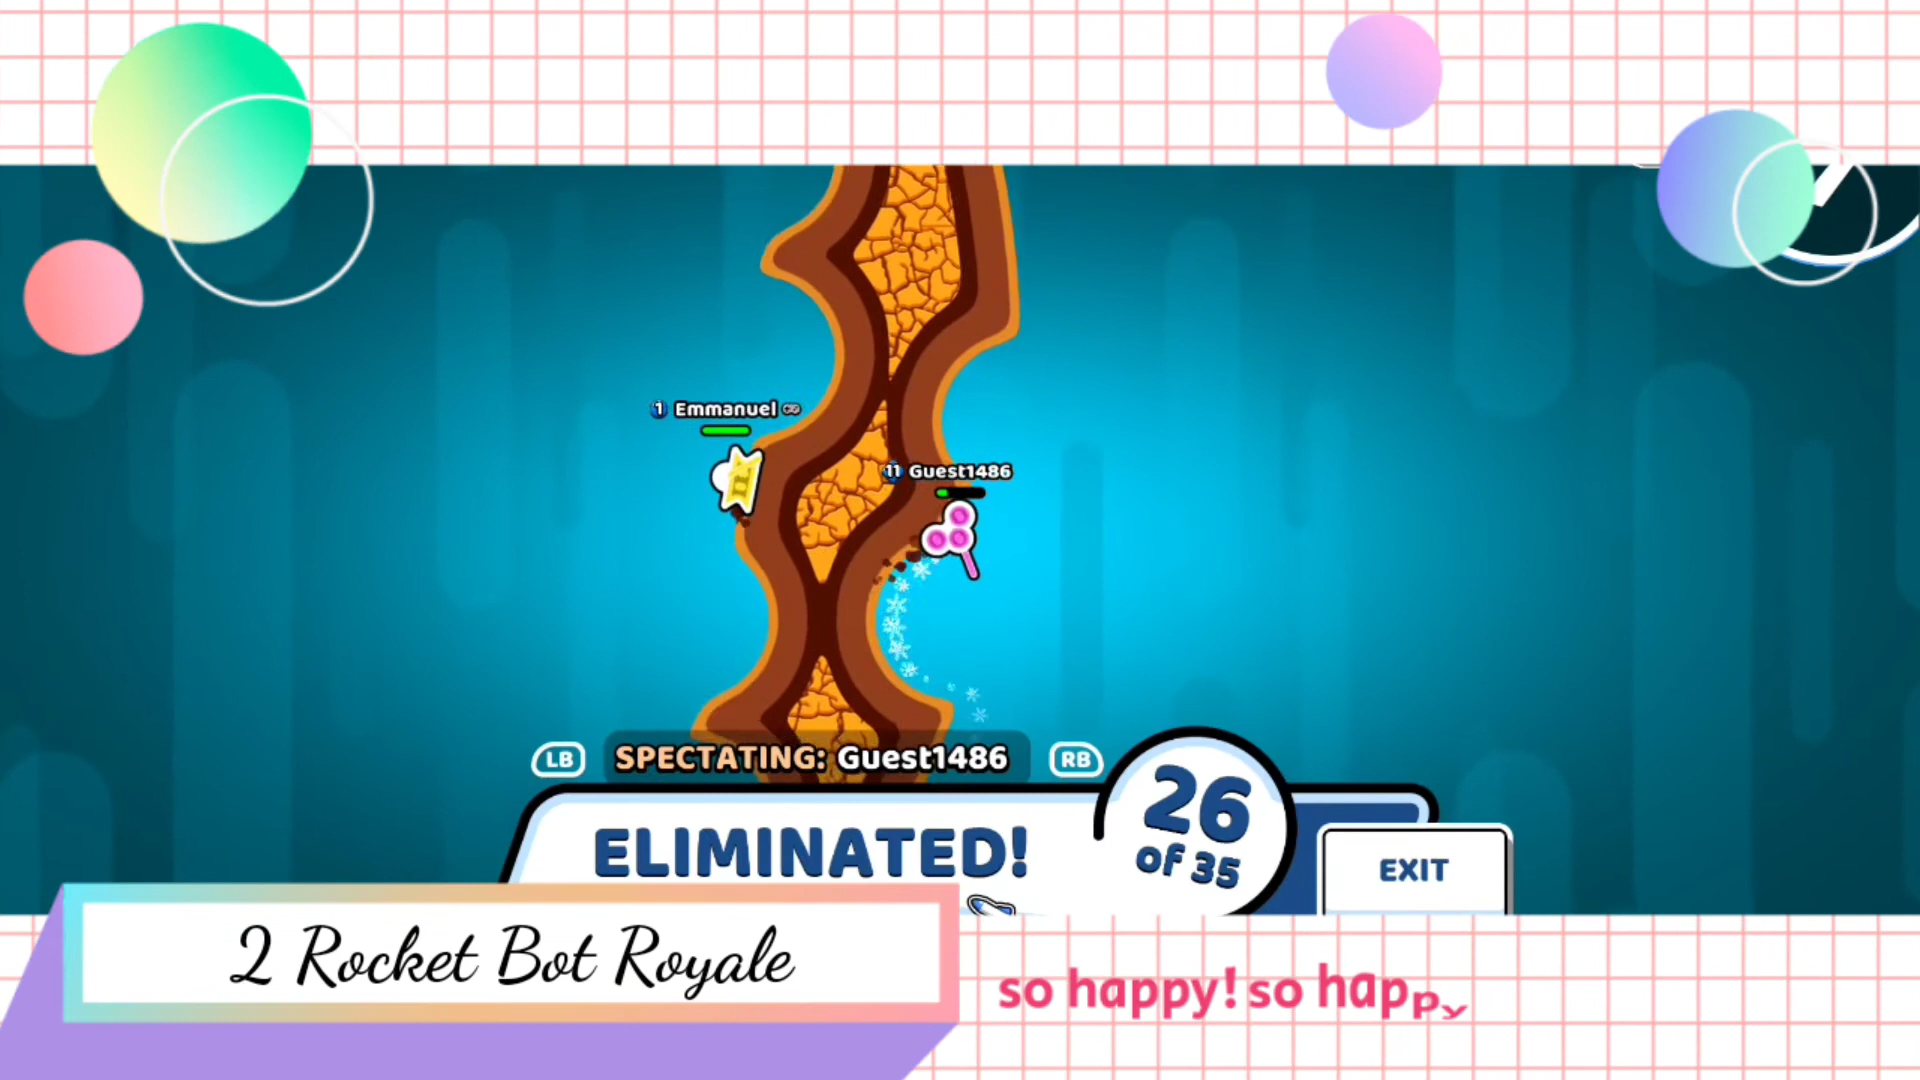 1 Emmanuel
11 Guest1486
LB SPECTATING: Guest1486 RB
26
of 35
ELIMINATED!
EXIT
2 Rocket Bot Royale
so happy! so happy